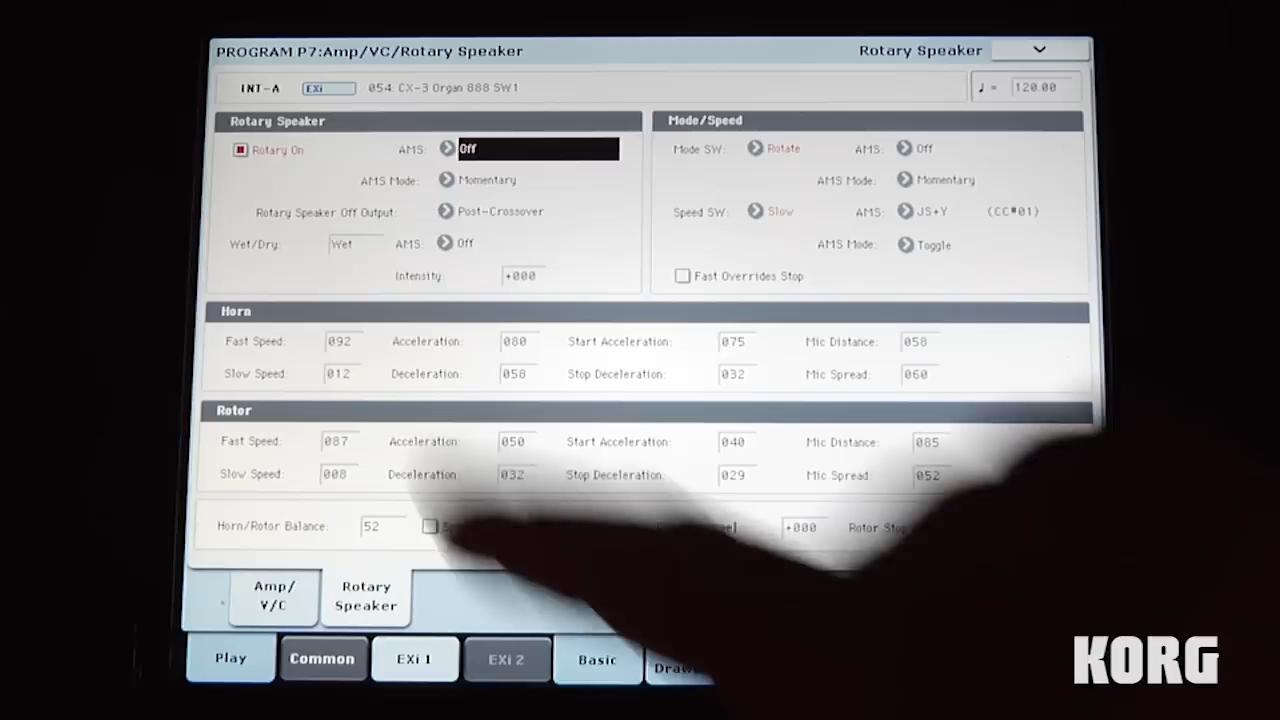 PROGRAM P7:Amp/VC/Rotary Speaker Rotary Speaker
INT-A EXi 054: CX-3 Organ 888 SW1 ♩ = 120.00
Rotary Speaker
Rotary On AMS: Off
AMS Mode: Momentary
Rotary Speaker Off Output: Post-Crossover
Wet/Dry: Wet AMS: Off
Intensity: +000
Mode/Speed
Mode SW: Rotate AMS: Off
AMS Mode: Momentary
Speed SW: Slow AMS: JS+Y (CC#01)
AMS Mode: Toggle
Fast Overrides Stop
Horn
Fast Speed: 092 Acceleration: 080 Start Acceleration: 075 Mic Distance: 058
Slow Speed: 012 Deceleration: 058 Stop Deceleration: 032 Mic Spread: 060
Rotor
Fast Speed: 087 Acceleration: 050 Start Acceleration: 040 Mic Distance: 085
Slow Speed: 008 Deceleration: 032 Stop Deceleration: 029 Mic Spread: 052
Horn/Rotor Balance: 52 +000 Rotor Stop
Amp/
V/C
Rotary
Speaker
Play Common EXi 1 EXi 2 Basic
KORG